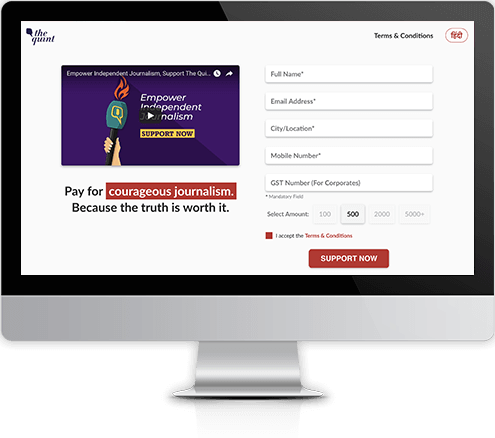 the
quint
Terms & Conditions
हिंदी
Empower Independent Journalism, Support The Qui...
Empower
Independent
Journalism
SUPPORT NOW
Pay for courageous journalism.
Because the truth is worth it.
Full Name*
Email Address*
City/Location*
Mobile Number*
GST Number (For Corporates)
* Mandatory Field
Select Amount: 100 500 2000 5000+
I accept the Terms & Conditions
SUPPORT NOW